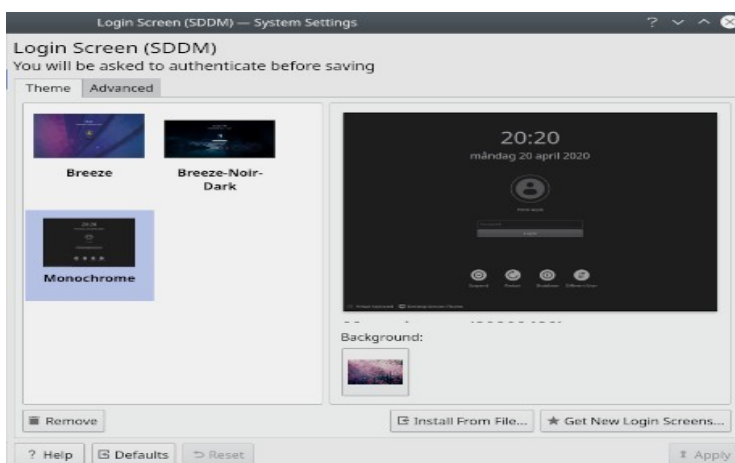 Login Screen (SDDM) — System Settings
Login Screen (SDDM)
You will be asked to authenticate before saving
Theme Advanced
Breeze
Breeze-Noir-
Dark
Monochrome
20:20
måndag 20 april 2020
Background:
Remove
Install From File...
Get New Login Screens...
? Help
Defaults
Reset
Apply